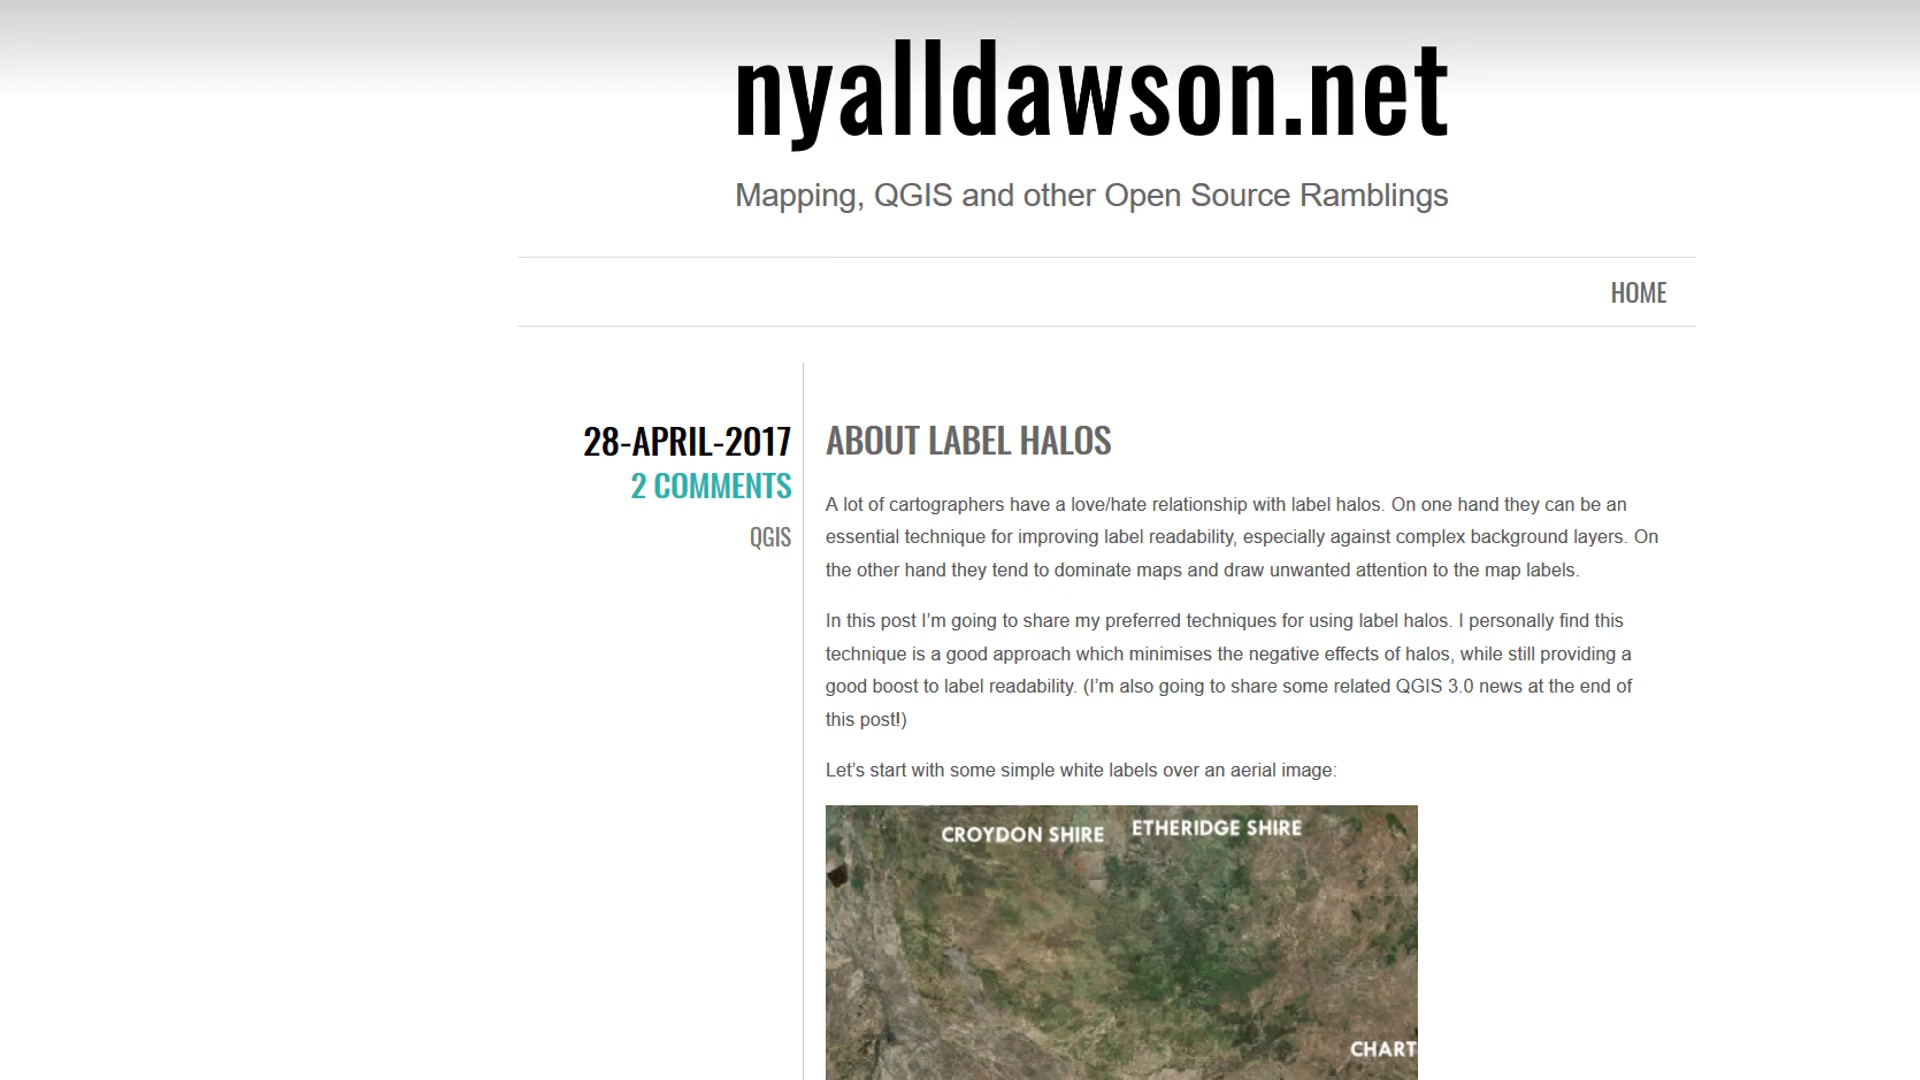 nyalldawson.net
Mapping, QGIS and other Open Source Ramblings
HOME
28-APRIL-2017
2 COMMENTS
QGIS
ABOUT LABEL HALOS
A lot of cartographers have a love/hate relationship with label halos. On one hand they can be an
essential technique for improving label readability, especially against complex background layers. On
the other hand they tend to dominate maps and draw unwanted attention to the map labels.
In this post I’m going to share my preferred techniques for using label halos. I personally find this
technique is a good approach which minimises the negative effects of halos, while still providing a
good boost to label readability. (I’m also going to share some related QGIS 3.0 news at the end of
this post!)
Let’s start with some simple white labels over an aerial image:
CROYDON SHIRE
ETHERIDGE SHIRE
CHART